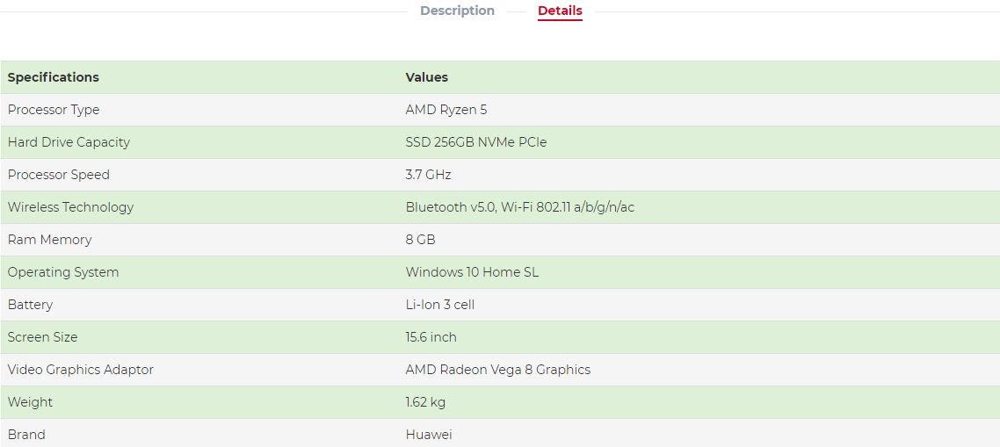 Description Details
Specifications Values
Processor Type AMD Ryzen 5
Hard Drive Capacity SSD 256GB NVMe PCIe
Processor Speed 3.7 GHz
Wireless Technology Bluetooth v5.0, Wi-Fi 802.11 a/b/g/n/ac
Ram Memory 8 GB
Operating System Windows 10 Home SL
Battery Li-Ion 3 cell
Screen Size 15.6 inch
Video Graphics Adaptor AMD Radeon Vega 8 Graphics
Weight 1.62 kg
Brand Huawei